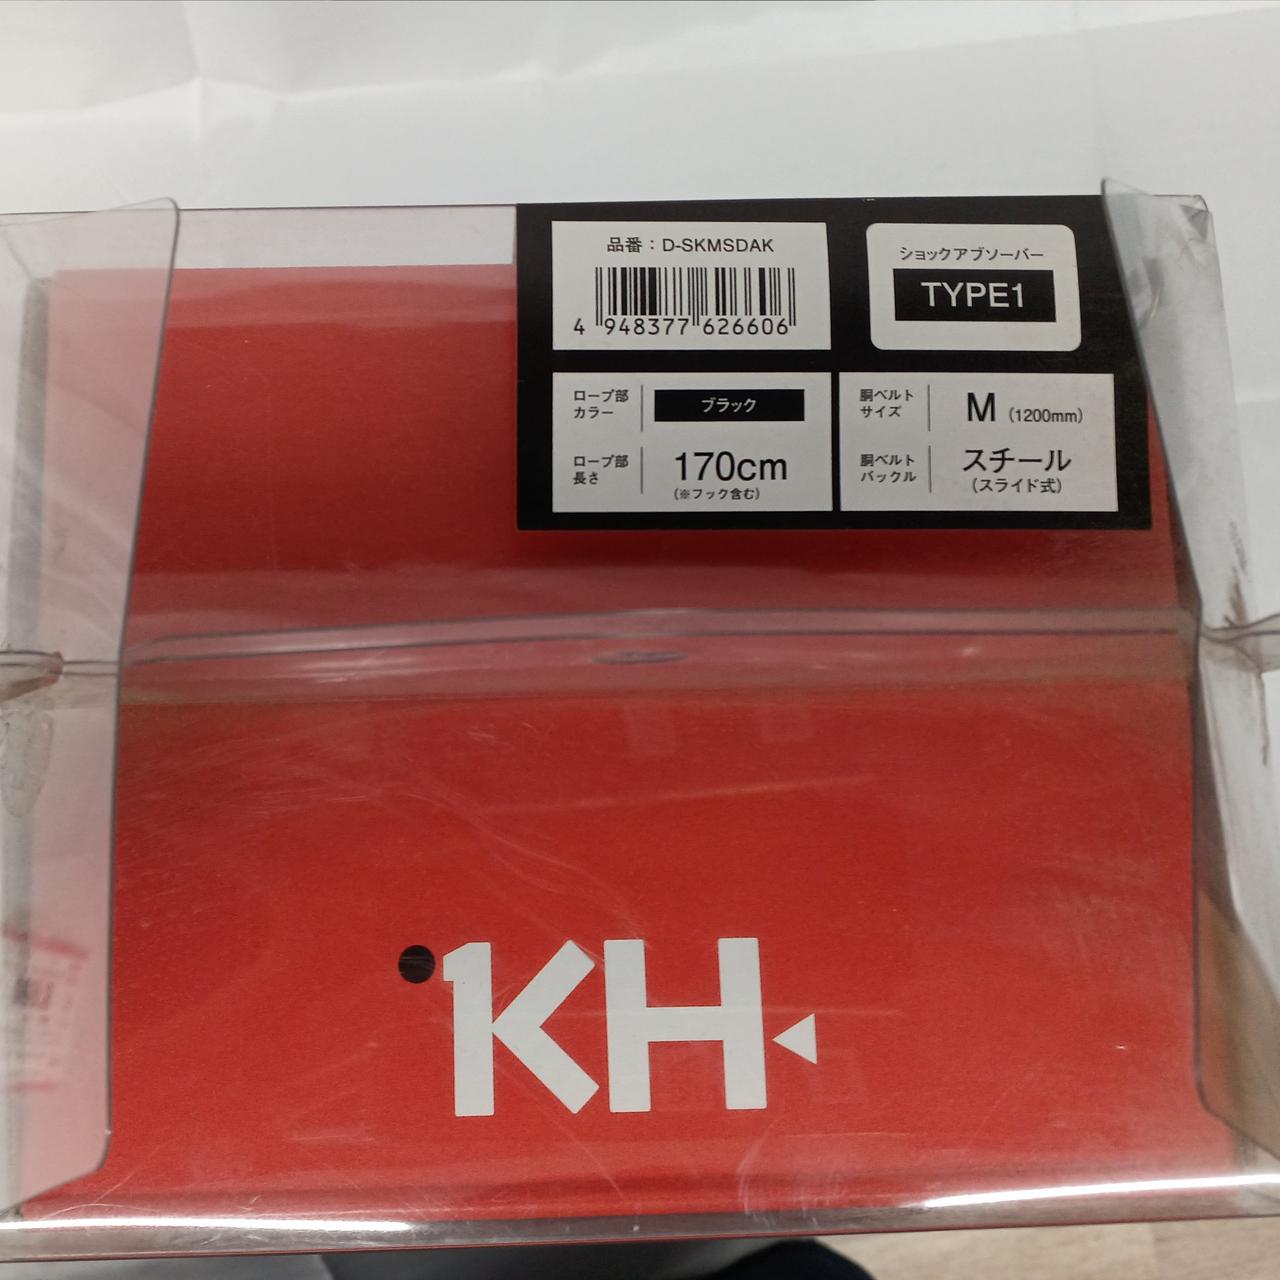 品番：D-SKMSDAK
4 948377 626606
ショックアブソーバー
TYPE1
ロープ部
カラー
ブラック
ロープ部
長さ
170cm
(※フック含む)
胴ベルト
サイズ
M (1200mm)
胴ベルト
バックル
スチール
(スライド式)
KH